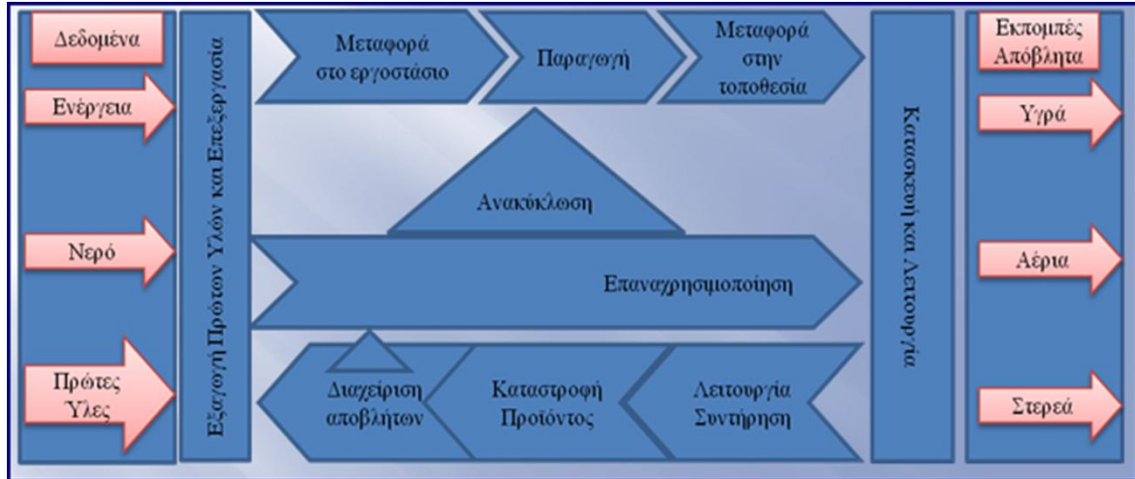 Δεδομένα
Ενέργεια
Νερό
Πρώτες
Ύλες
Εξαγωγή Πρώτων Υλών και Επεξεργασία
Μεταφορά
στο εργοστάσιο
Παραγωγή
Μεταφορά
στην
τοποθεσία
Ανακύκλωση
Επαναχρησιμοποίηση
Διαχείριση
αποβλήτων
Καταστροφή
Προϊόντος
Λειτουργία
Συντήρηση
Κατασκευή και Λειτουργία
Εκπομπές
Απόβλητα
Υγρά
Αέρια
Στερεά